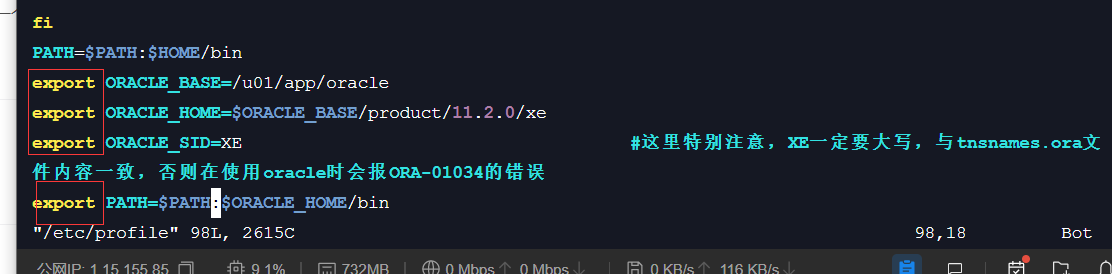 fi
PATH=$PATH:$HOME/bin
export ORACLE_BASE=/u01/app/oracle
export ORACLE_HOME=$ORACLE_BASE/product/11.2.0/xe
export ORACLE_SID=XE #这里特别注意，XE一定要大写，与tnsnames.ora文
件内容一致，否则在使用oracle时会报ORA-01034的错误
export PATH=$PATH:$ORACLE_HOME/bin
"/etc/profile" 98L, 2615C 98,18 Bot
公网IP: 1.15.155.85 9.1% 732MB 0 Mbps↑ 0 Mbps↓ 0 KB/s↑ 116 KB/s↓